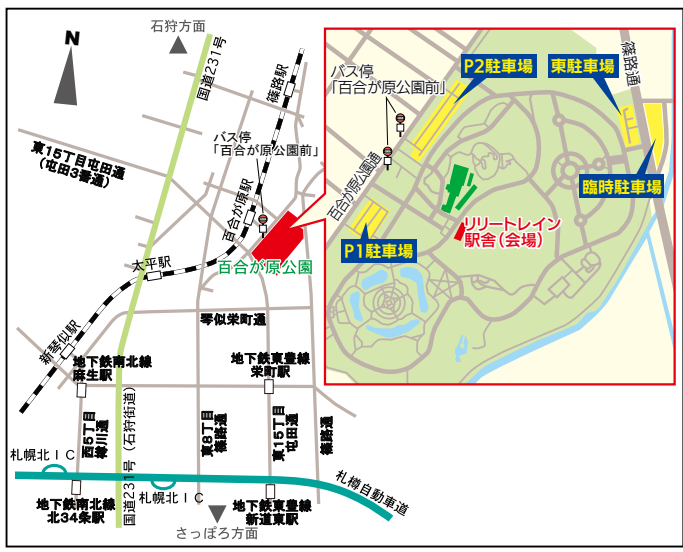 石狩方面
N
国道231号
篠路駅
バス停
「百合が原公園前」
東15丁目屯田通
（屯田3番通）
百合が原駅
太平駅
百合が原公園
新琴似駅
琴似栄町通
地下鉄南北線
麻生駅
地下鉄東豊線
栄町駅
西5丁目
樽川通
国道231号（石狩街道）
東8丁目
篠路通
東15丁目
屯田通
篠路通
札幌北IC
札幌北IC
札樽自動車道
地下鉄南北線
北34条駅
さっぽろ方面
地下鉄東豊線
新道東駅
バス停
「百合が原公園前」
P2駐車場
東駐車場
篠路通
百合が原公園通
臨時駐車場
リリートレイン
駅舎（会場）
P1駐車場